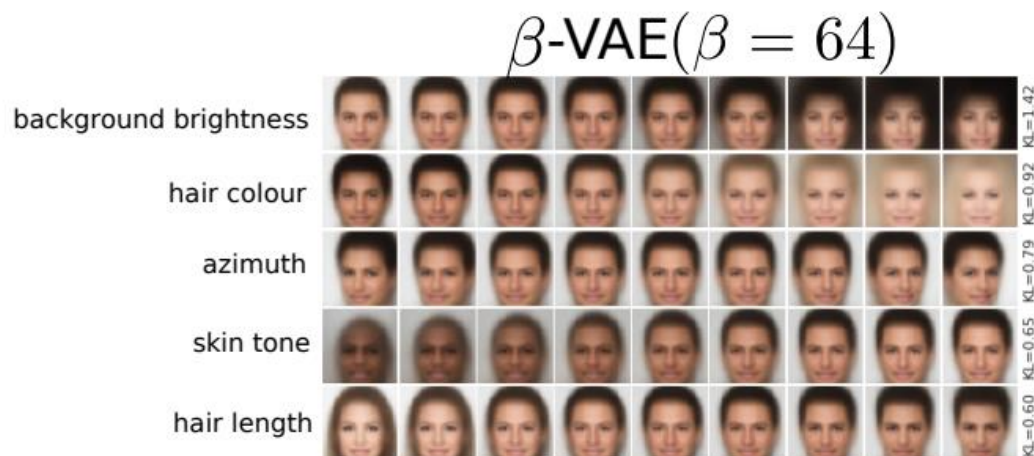 β-VAE(β = 64)
background brightness
KL=1.42
hair colour
KL=0.92
azimuth
KL=0.79
skin tone
KL=0.65
hair length
KL=0.60